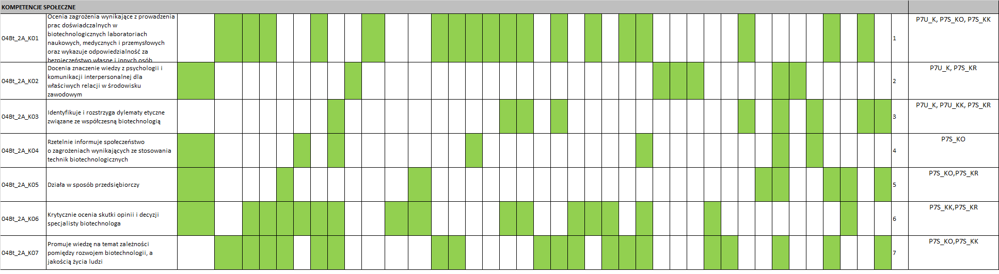 KOMPETENCJE SPOŁECZNE
04Bt_2A_K01
Ocenia zagrożenia wynikające z prowadzenia
prac doświadczalnych w
biotechnologicznych laboratoriach
naukowych, medycznych i przemysłowych
oraz wykazuje odpowiedzialność za
bezpieczeństwo własne i innych osób
1
P7U_K, P7S_KO, P7S_KK
04Bt_2A_K02
Docenia znaczenie wiedzy z psychologii i
komunikacji interpersonalnej dla
właściwych relacji w środowisku
zawodowym
2
P7U_K, P7S_KR
04Bt_2A_K03
Identyfikuje i rozstrzyga dylematy etyczne
związane ze współczesną biotechnologią
3
P7U_K, P7U_KK, P7S_KR
04Bt_2A_K04
Rzetelnie informuje społeczeństwo
o zagrożeniach wynikających ze stosowania
technik biotechnologicznych
4
P7S_KO
04Bt_2A_K05
Działa w sposób przedsiębiorczy
5
P7S_KO,P7S_KR
04Bt_2A_K06
Krytycznie ocenia skutki opinii i decyzji
specjalisty biotechnologa
6
P7S_KK,P7S_KR
04Bt_2A_K07
Promuje wiedzę na temat zależności
pomiędzy rozwojem biotechnologii, a
jakością życia ludzi
7
P7S_KO,P7S_KK